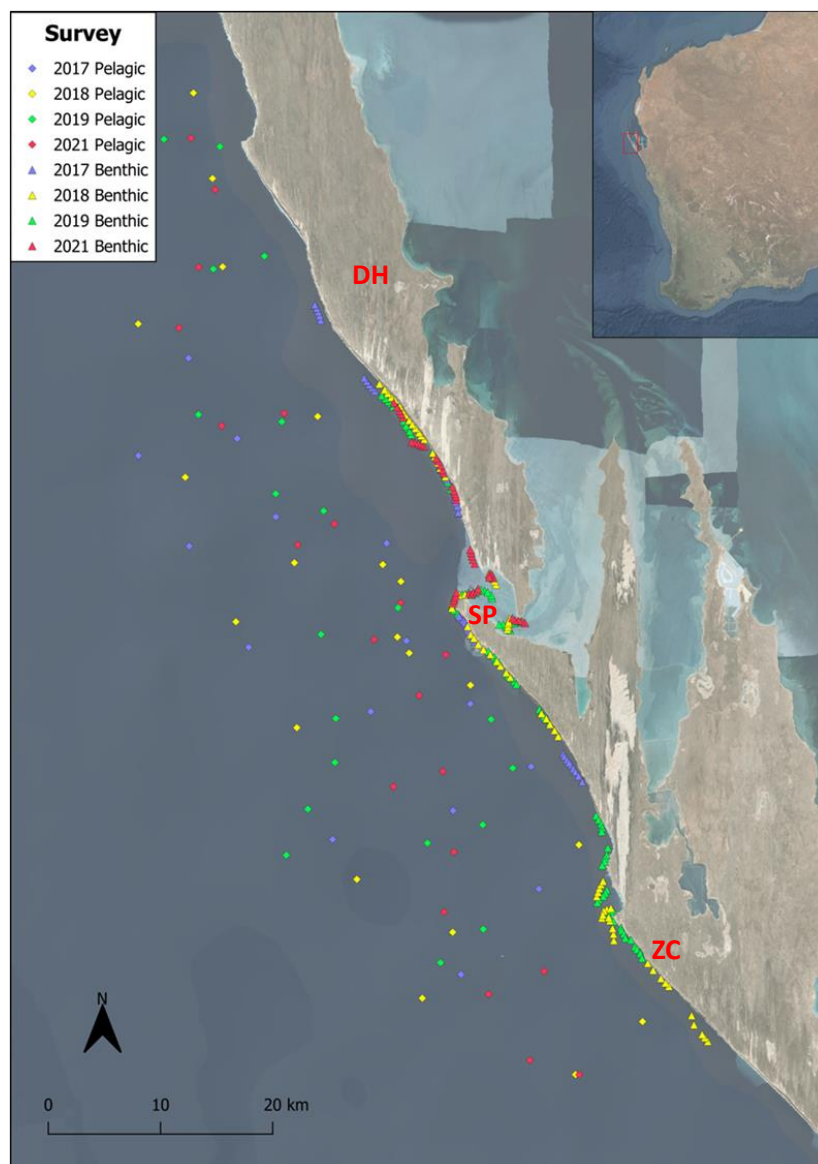 Survey
2017 Pelagic
2018 Pelagic
2019 Pelagic
2021 Pelagic
2017 Benthic
2018 Benthic
2019 Benthic
2021 Benthic
DH
SP
ZC
N
0 10 20 km